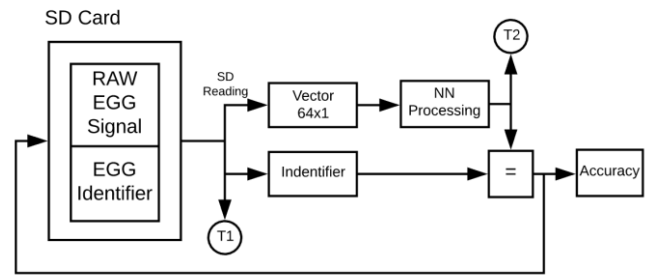 SD Card
RAW
EGG
Signal
EGG
Identifier
SD
Reading
Vector
64x1
NN
Processing
T2
Indentifier
=
Accuracy
T1